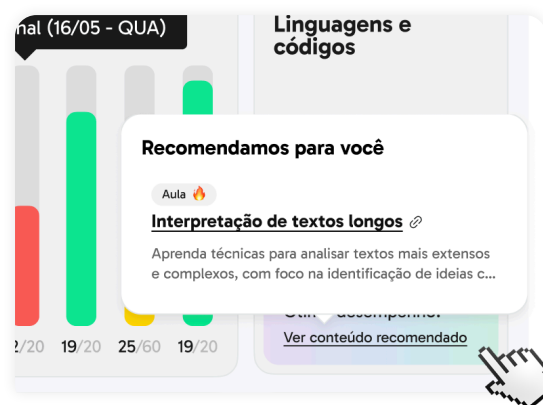 nal (16/05 - QUA)
Linguagens e
códigos
Recomendamos para você
Aula 🔥
Interpretação de textos longos
Aprenda técnicas para analisar textos mais extensos
e complexos, com foco na identificação de ideias c...
desempenho.
Ver conteúdo recomendado
2/20 19/20 25/60 19/20